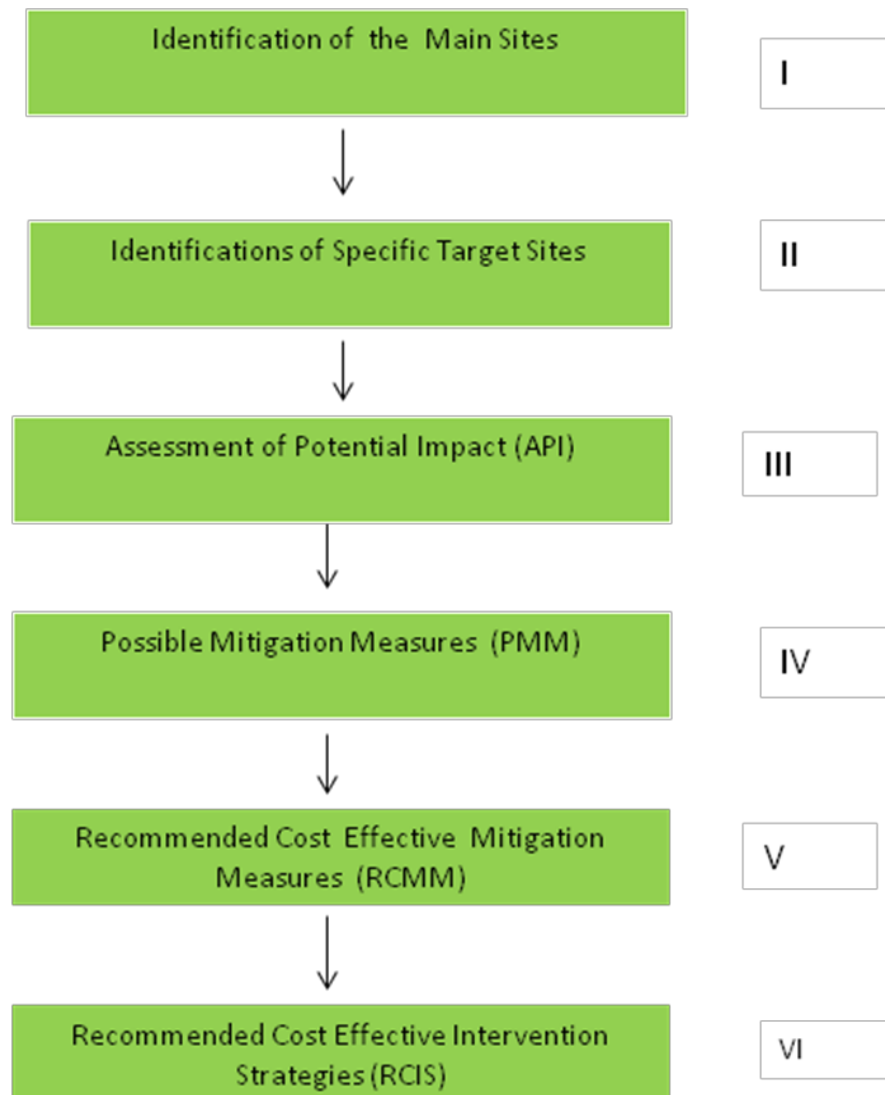 Identification of the Main Sites
I
Identifications of Specific Target Sites
II
Assessment of Potential Impact (API)
III
Possible Mitigation Measures (PMM)
IV
Recommended Cost Effective Mitigation
Measures (RCMM)
V
Recommended Cost Effective Intervention
Strategies (RCIS)
VI